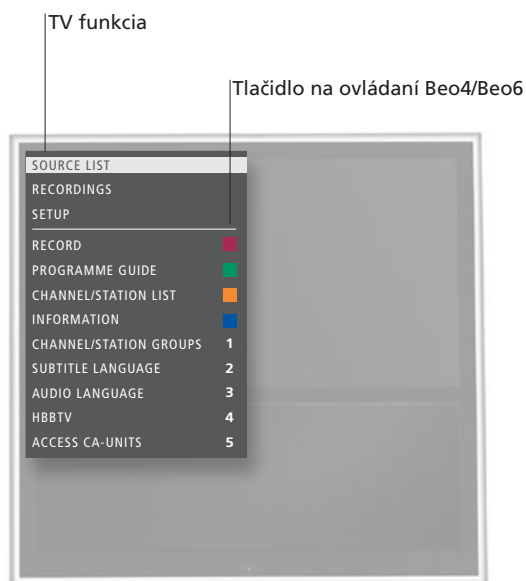 TV funkcia
Tlačidlo na ovládaní Beo4/Beo6
SOURCE LIST
RECORDINGS
SETUP
RECORD
PROGRAMME GUIDE
CHANNEL/STATION LIST
INFORMATION
CHANNEL/STATION GROUPS 1
SUBTITLE LANGUAGE 2
AUDIO LANGUAGE 3
HBBTV 4
ACCESS CA-UNITS 5